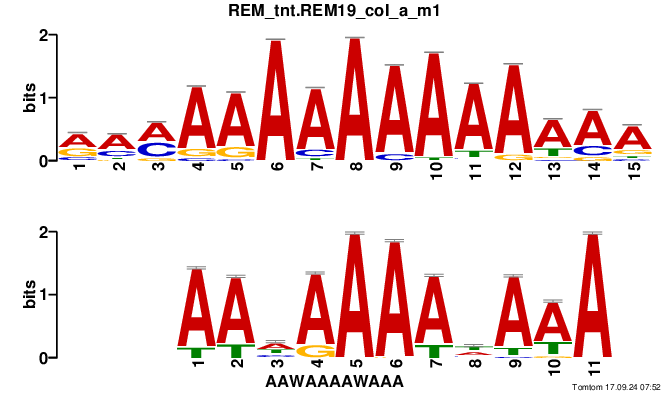 REM_tnt.REM19_col_a_m1
bits
2
1
0
1 2 3 4 5 6 7 8 9 10 11 12 13 14 15
bits
2
1
0
1 2 3 4 5 6 7 8 9 10 11
AAWAAAAWAAA
Tomtom 17.09.24 07:52